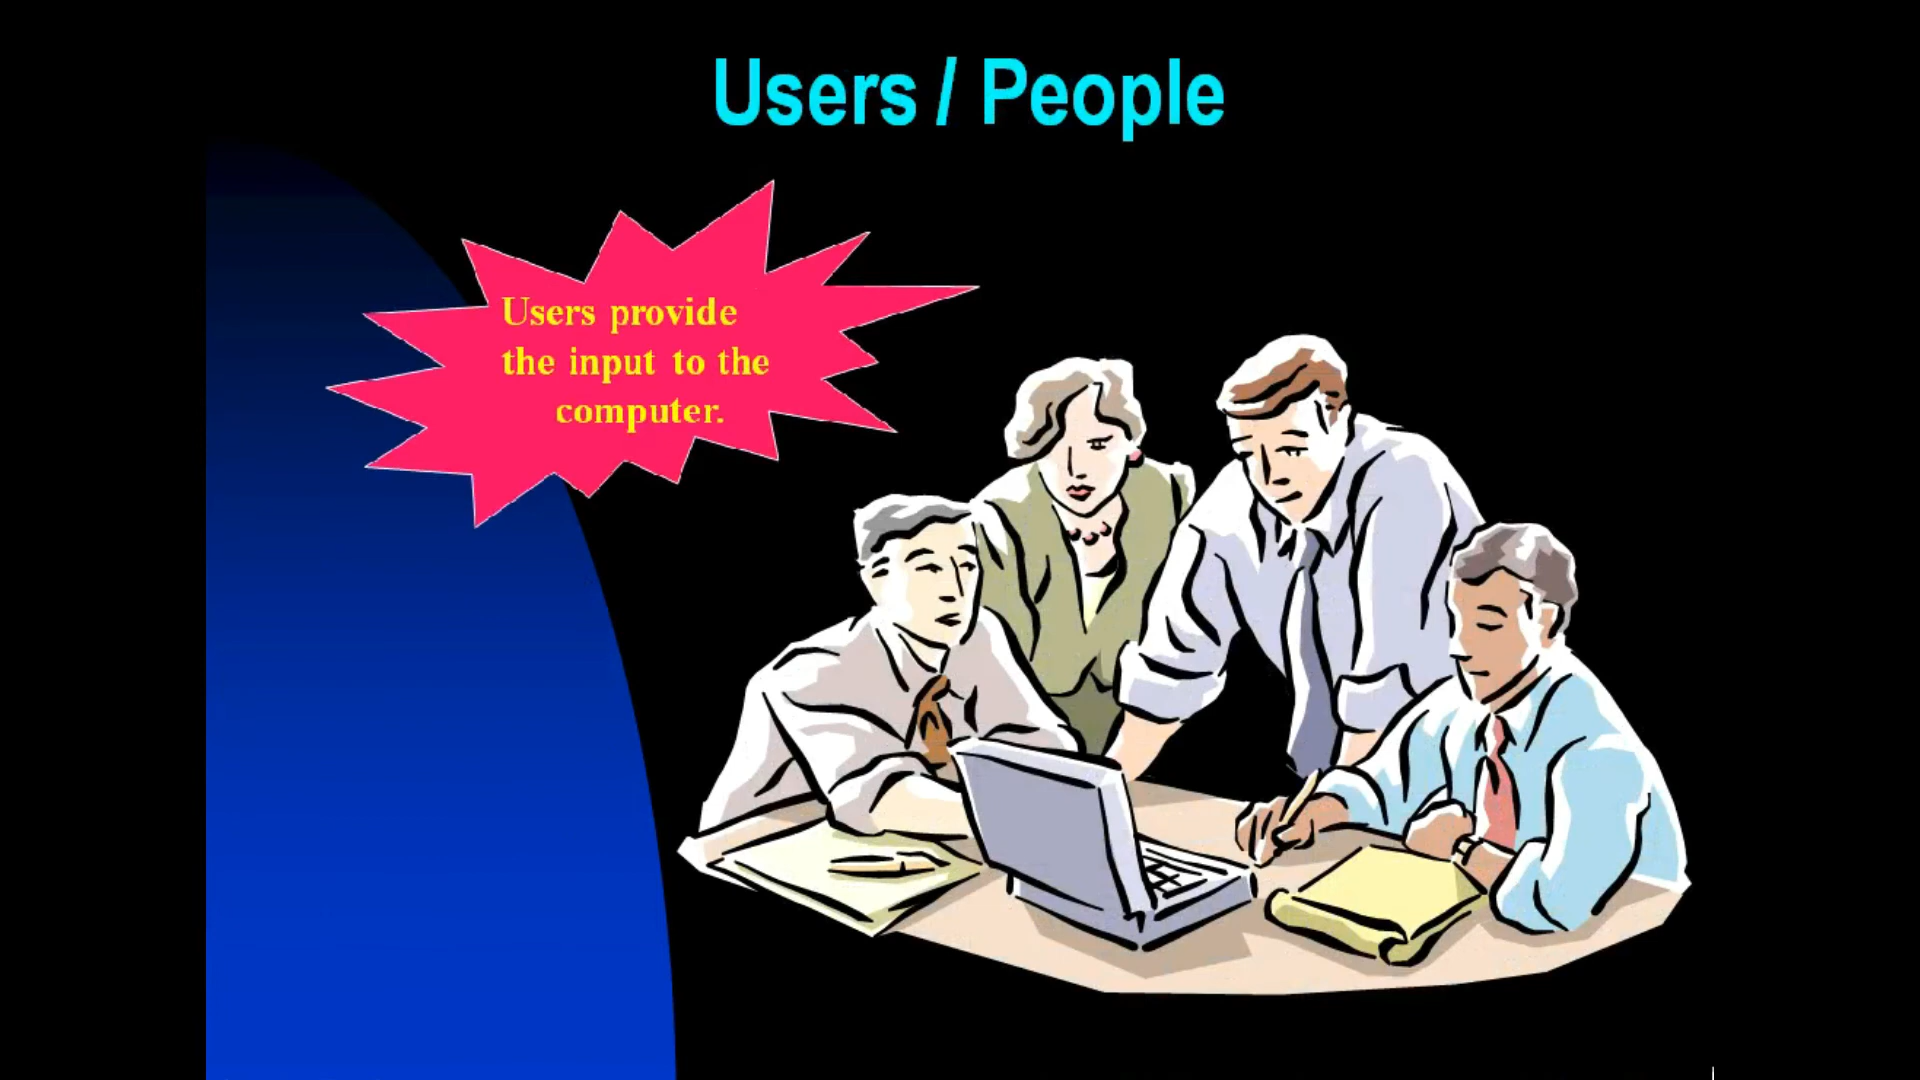 Users / People
Users provide
the input to the
computer.